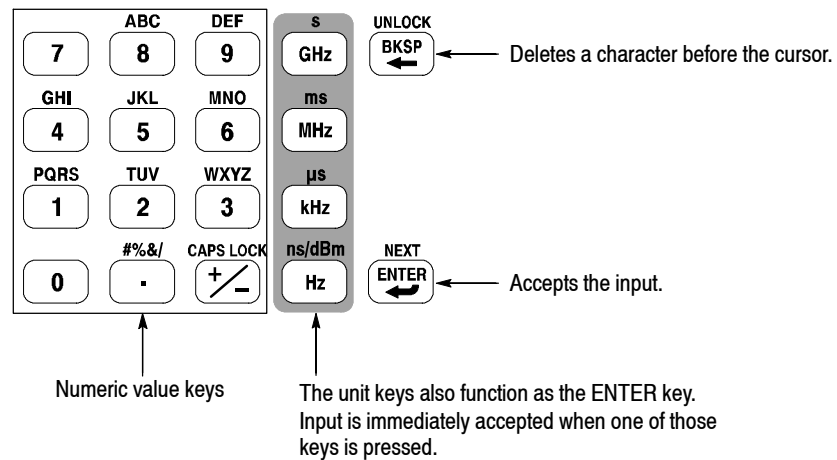 ABC DEF s UNLOCK
7 8 9 GHz BKSP Deletes a character before the cursor.
GHI JKL MNO ms
4 5 6 MHz
PQRS TUV WXYZ µs
1 2 3 kHz
#%&/ CAPS LOCK ns/dBm NEXT
0 . +/− Hz ENTER Accepts the input.
Numeric value keys
The unit keys also function as the ENTER key.
Input is immediately accepted when one of those
keys is pressed.